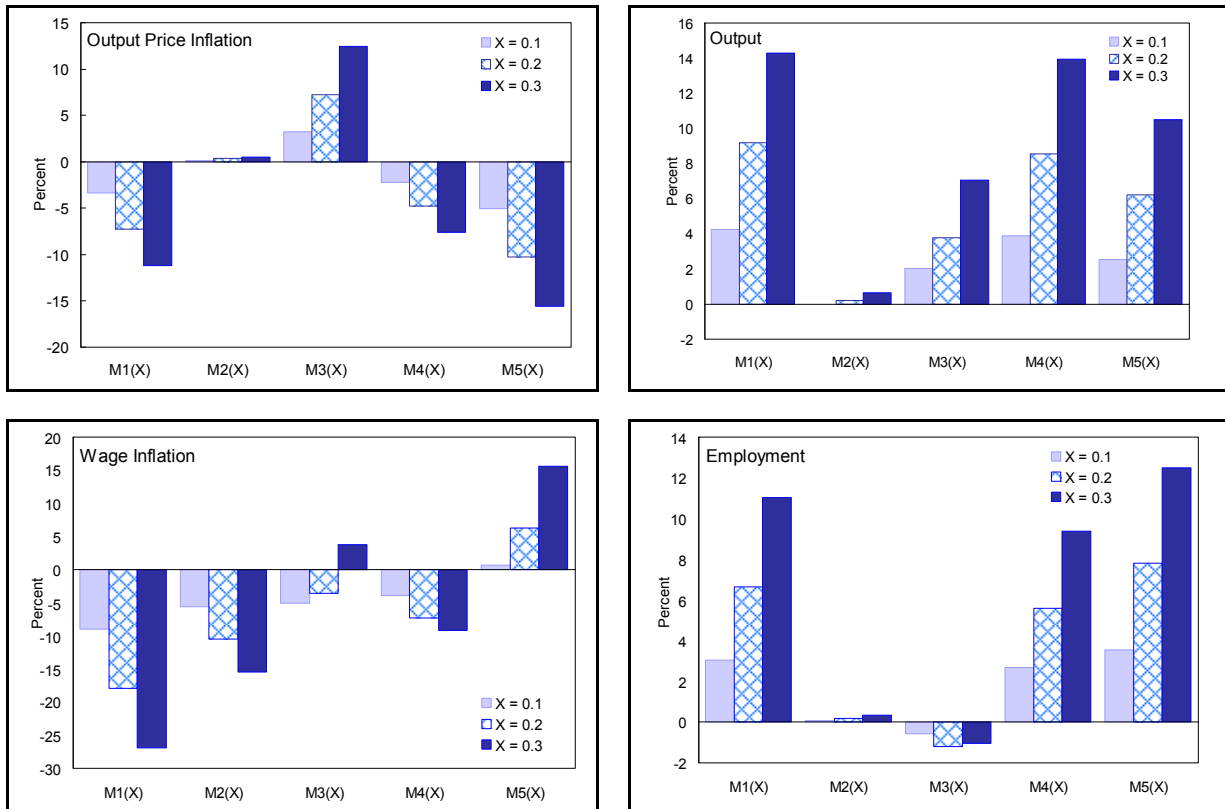 Output Price Inflation
X = 0.1
X = 0.2
X = 0.3
Percent
15
10
5
0
-5
-10
-15
-20
M1(X) M2(X) M3(X) M4(X) M5(X)
Output
X = 0.1
X = 0.2
X = 0.3
Percent
16
14
12
10
8
6
4
2
0
-2
M1(X) M2(X) M3(X) M4(X) M5(X)
Wage Inflation
X = 0.1
X = 0.2
X = 0.3
Percent
20
15
10
5
0
-5
-10
-15
-20
-25
-30
M1(X) M2(X) M3(X) M4(X) M5(X)
Employment
X = 0.1
X = 0.2
X = 0.3
Percent
14
12
10
8
6
4
2
0
-2
M1(X) M2(X) M3(X) M4(X) M5(X)